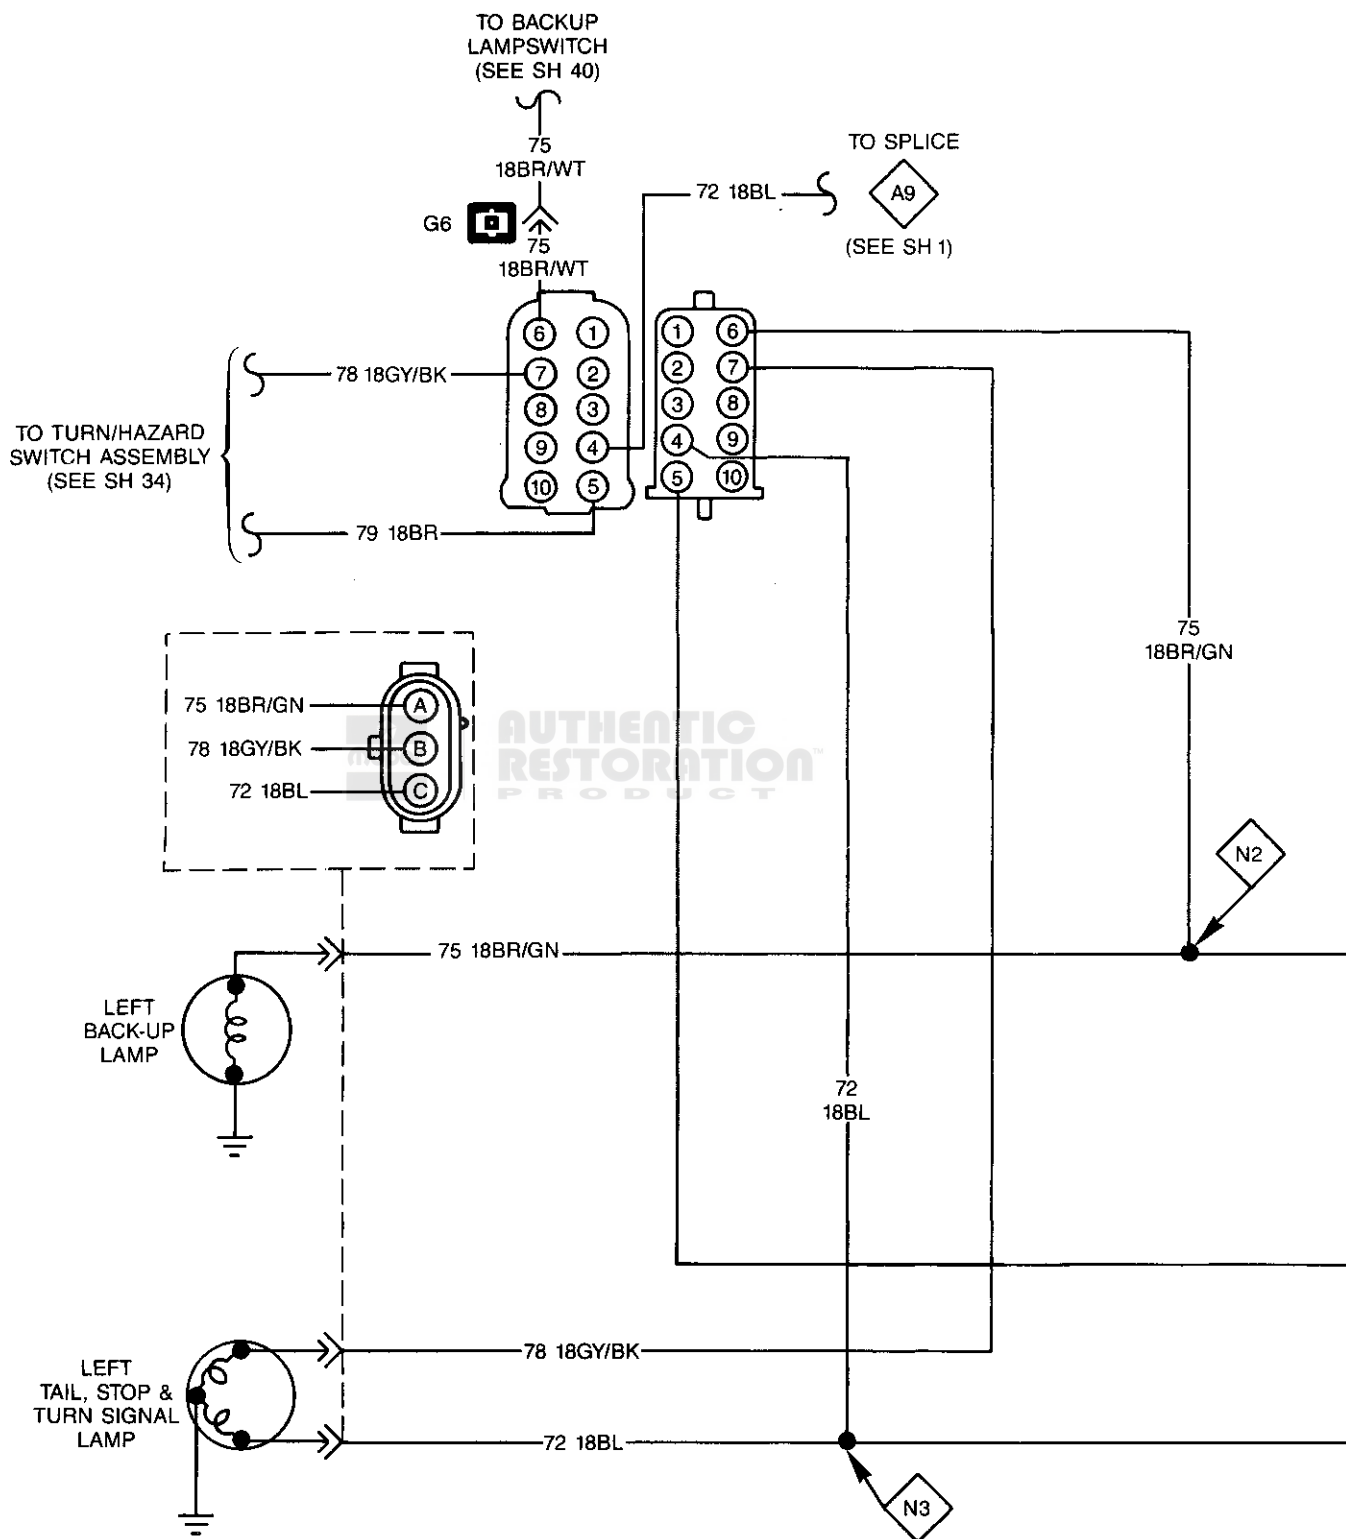 TO BACKUP
LAMPSWITCH
(SEE SH 40)
75
18BR/WT
TO SPLICE
72 18BL
A9
G6
(SEE SH 1)
75
18BR/WT
6 1
7 2
8 3
9 4
10 5
1 6
2 7
3 8
4 9
5 10
78 18GY/BK
TO TURN/HAZARD
SWITCH ASSEMBLY
(SEE SH 34)
79 18BR
75
18BR/GN
75 18BR/GN
A
78 18GY/BK
B
72 18BL
C
AUTHENTIC
RESTORATION™
PRODUCT
N2
75 18BR/GN
LEFT
BACK-UP
LAMP
72
18BL
78 18GY/BK
LEFT
TAIL, STOP &
TURN SIGNAL
LAMP
72 18BL
N3